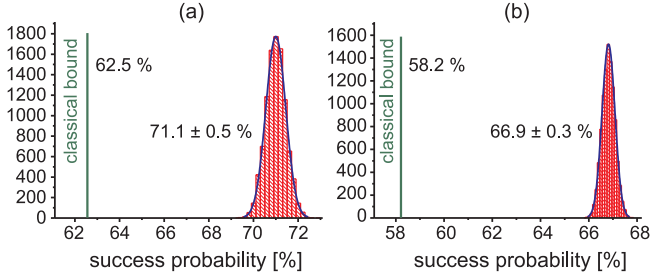 (a)
1800
1600
1400
1200
1000
800
600
400
200
0
classical bound
62.5 %
71.1 ± 0.5 %
62 64 66 68 70 72
success probability [%]
(b)
1600
1400
1200
1000
800
600
400
200
0
classical bound
58.2 %
66.9 ± 0.3 %
58 60 62 64 66 68
success probability [%]